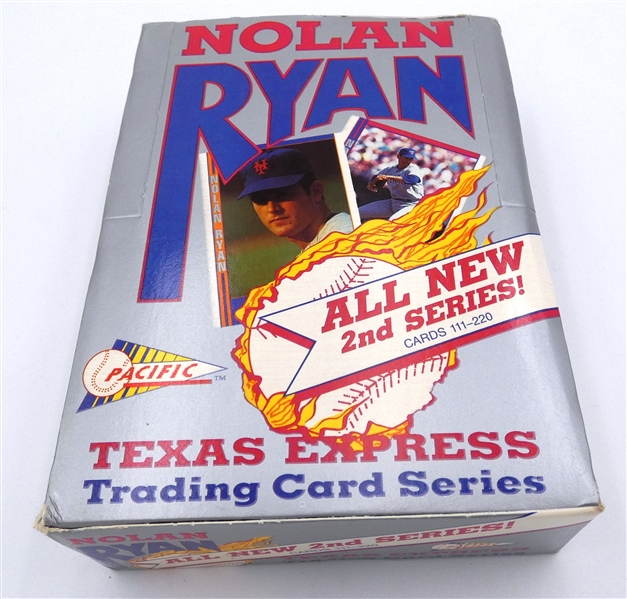 NOLAN
RYAN
NOLAN RYAN
ALL NEW
2nd SERIES!
CARDS 111-220
PACIFIC TM
TEXAS EXPRESS
Trading Card Series
NOLAN
RYAN
ALL NEW 2nd SERIES!